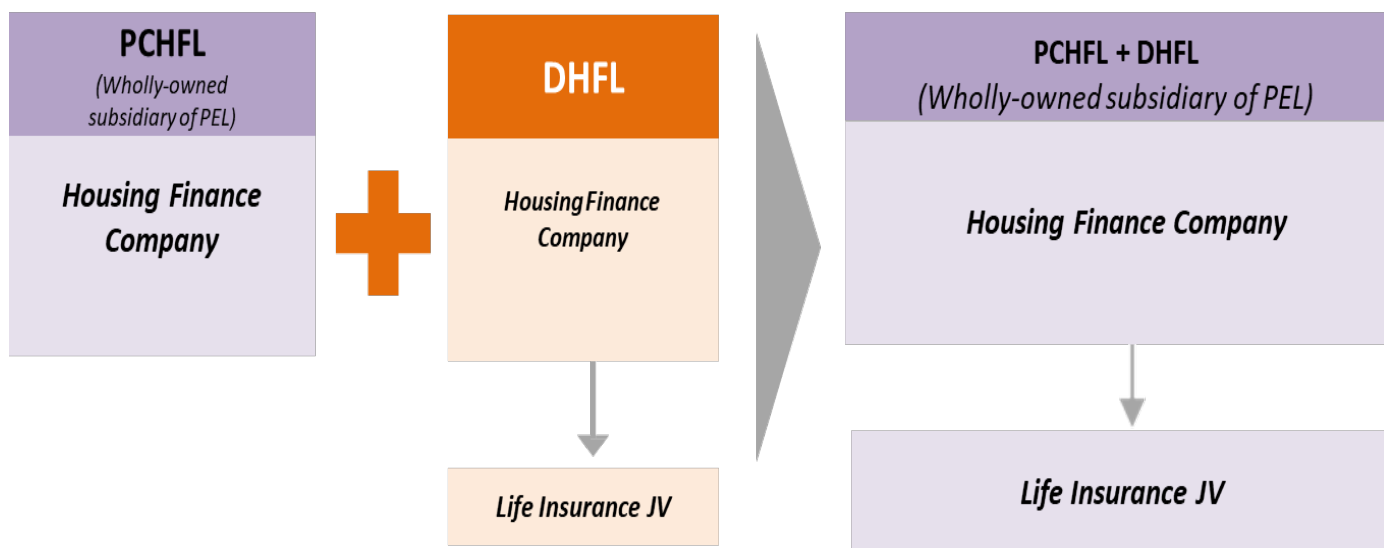 PCHFL
(Wholly-owned
subsidiary of PEL)
Housing Finance
Company
DHFL
Housing Finance
Company
Life Insurance JV
PCHFL + DHFL
(Wholly-owned subsidiary of PEL)
Housing Finance Company
Life Insurance JV